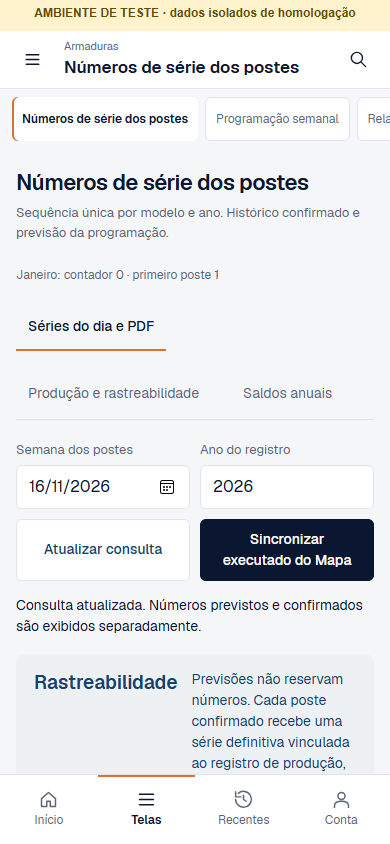 AMBIENTE DE TESTE · dados isolados de homologação
Armaduras
Números de série dos postes
Números de série dos postes
Programação semanal
Rela
Números de série dos postes
Sequência única por modelo e ano. Histórico confirmado e
previsão da programação.
Janeiro: contador 0 · primeiro poste 1
Séries do dia e PDF
Produção e rastreabilidade
Saldos anuais
Semana dos postes
Ano do registro
16/11/2026
2026
Atualizar consulta
Sincronizar
executado do Mapa
Consulta atualizada. Números previstos e confirmados
são exibidos separadamente.
Rastreabilidade
Previsões não reservam
números. Cada poste
confirmado recebe uma
série definitiva vinculada
ao registro de produção,
Início
Telas
Recentes
Conta